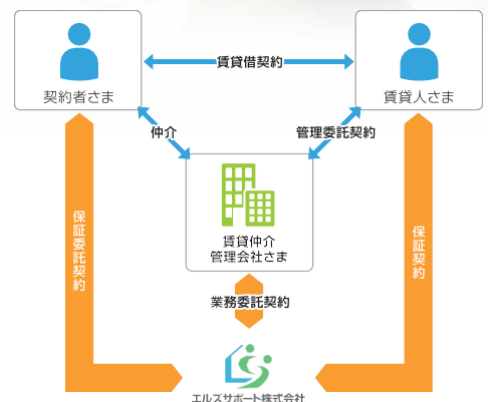 賃貸借契約
契約者さま
賃貸人さま
仲介
管理委託契約
賃貸仲介
管理会社さま
保証委託契約
保証契約
業務委託契約
エルズサポート株式会社